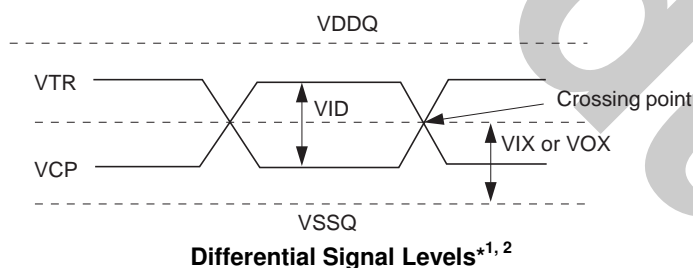 VDDQ
VTR
VID
Crossing point
VIX or VOX
VCP
VSSQ
Differential Signal Levels*1, 2